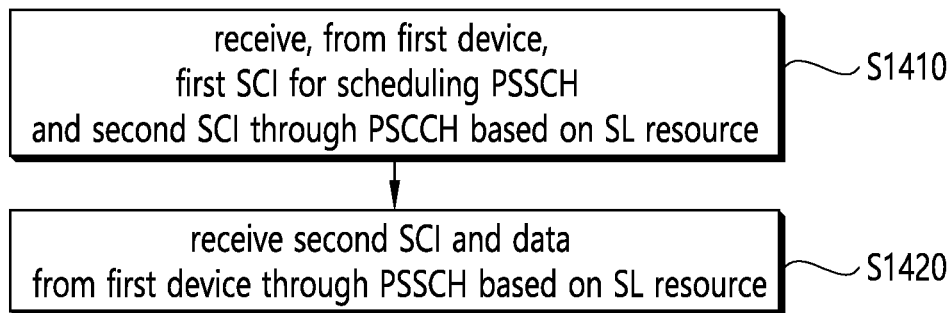 receive, from first device,
first SCI for scheduling PSSCH
and second SCI through PSCCH based on SL resource
S1410
receive second SCI and data
from first device through PSSCH based on SL resource
S1420